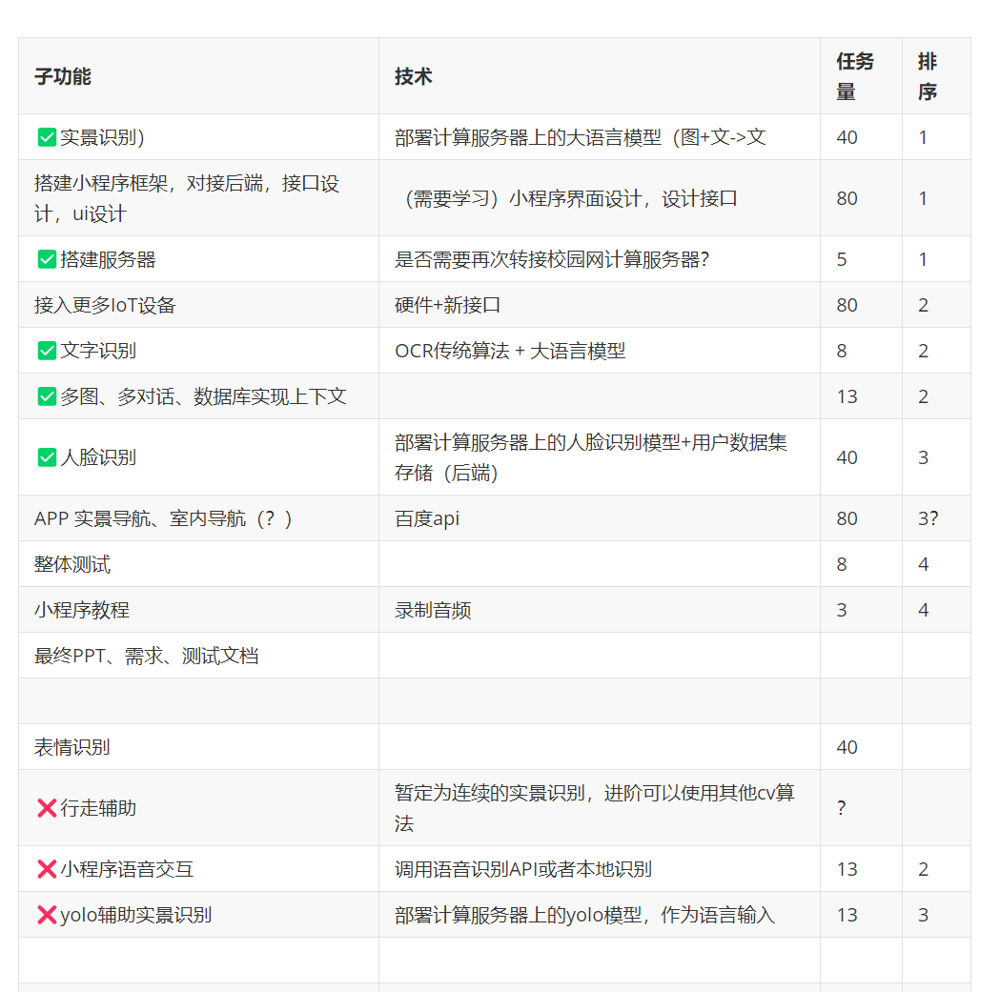 子功能 技术 任务量 排序
✅实景识别) 部署计算服务器上的大语言模型（图+文->文 40 1
搭建小程序框架，对接后端，接口设计，ui设计 （需要学习）小程序界面设计，设计接口 80 1
✅搭建服务器 是否需要再次转接校园网计算服务器？ 5 1
接入更多IoT设备 硬件+新接口 80 2
✅文字识别 OCR传统算法 + 大语言模型 8 2
✅多图、多对话、数据库实现上下文 13 2
✅人脸识别 部署计算服务器上的人脸识别模型+用户数据集存储（后端） 40 3
APP 实景导航、室内导航（？） 百度api 80 3？
整体测试 8 4
小程序教程 录制音频 3 4
最终PPT、需求、测试文档
表情识别 40
❌行走辅助 暂定为连续的实景识别，进阶可以使用其他cv算法 ？
❌小程序语音交互 调用语音识别API或者本地识别 13 2
❌yolo辅助实景识别 部署计算服务器上的yolo模型，作为语言输入 13 3